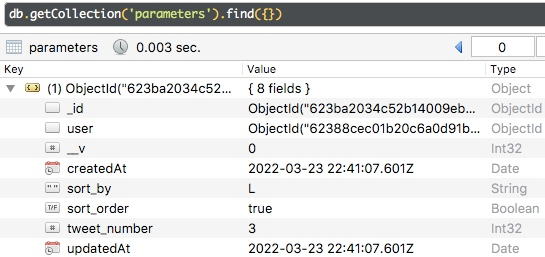 db.getCollection('parameters').find({})
parameters 0.003 sec. 0
Key Value Type
(1) ObjectId("623ba2034c52... { 8 fields } Object
_id ObjectId("623ba2034c52b14009eb... ObjectId
user ObjectId("62388cec01b20c6a0d91b... ObjectId
# __v 0 Int32
createdAt 2022-03-23 22:41:07.601Z Date
" " sort_by L String
T/F sort_order true Boolean
# tweet_number 3 Int32
updatedAt 2022-03-23 22:41:07.601Z Date